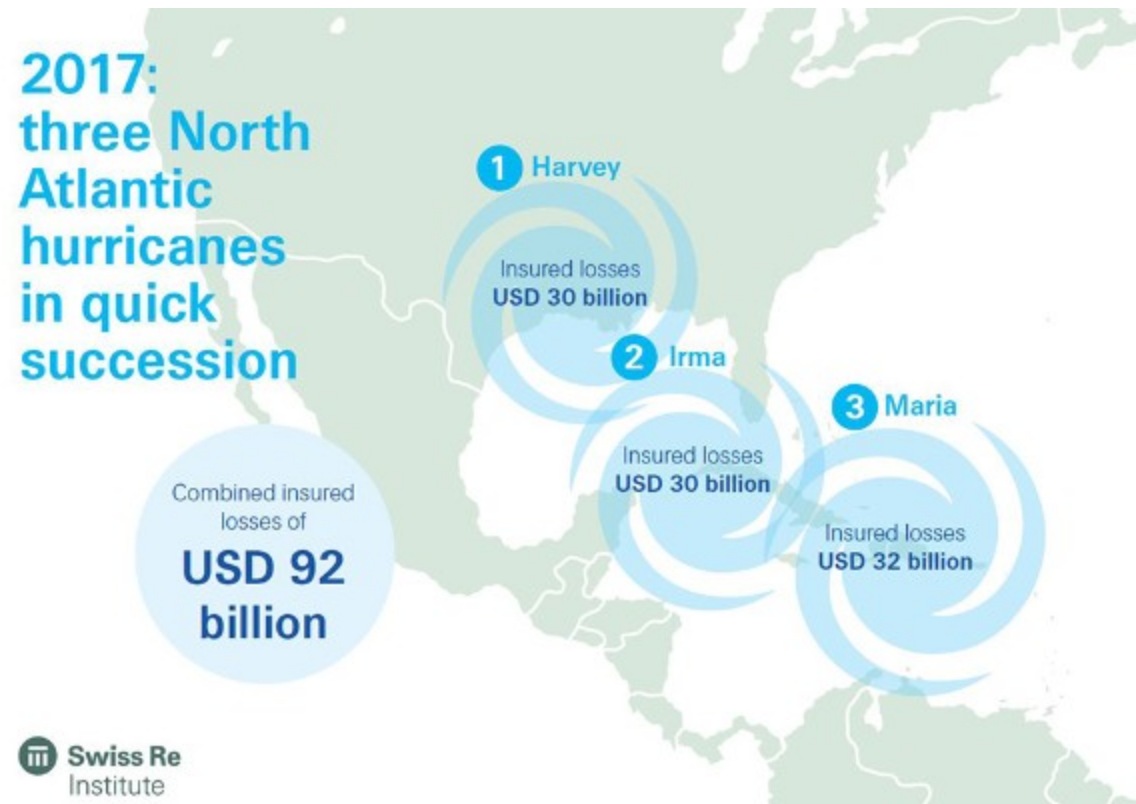 2017:
three North
Atlantic
hurricanes
in quick
succession
1 Harvey
Insured losses
USD 30 billion
2 Irma
Insured losses
USD 30 billion
3 Maria
Insured losses
USD 32 billion
Combined insured
losses of
USD 92
billion
Swiss Re
Institute